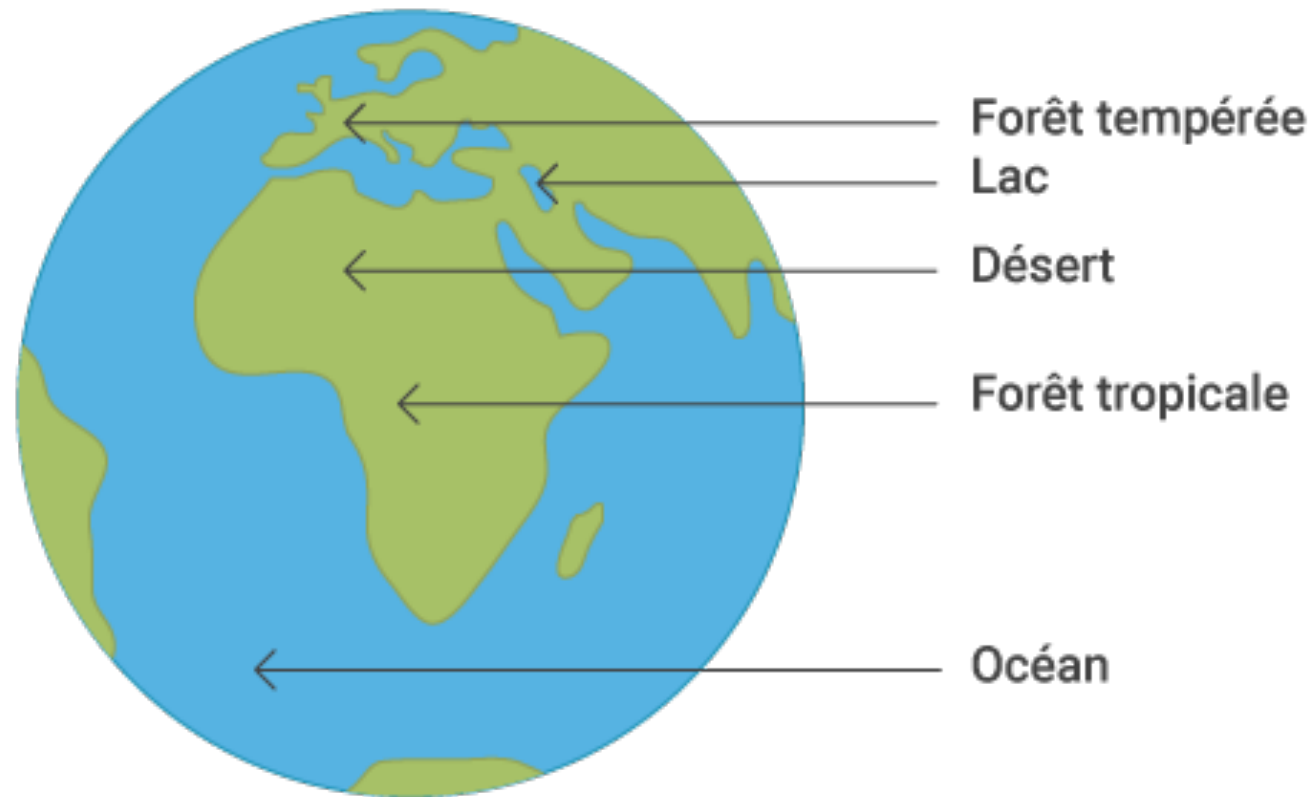 Forêt tempérée
Lac
Désert
Forêt tropicale
Océan